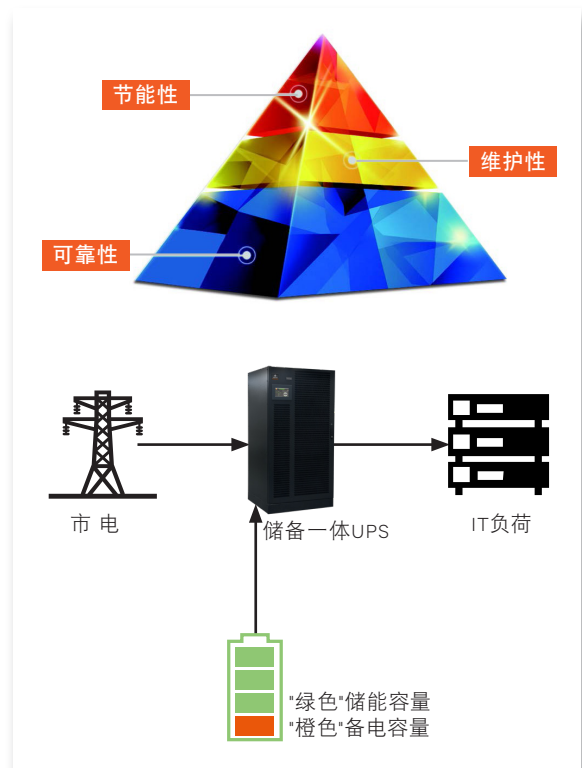 节能性
维护性
可靠性
市 电
储备一体UPS
IT负荷
"绿色"储能容量
"橙色"备电容量